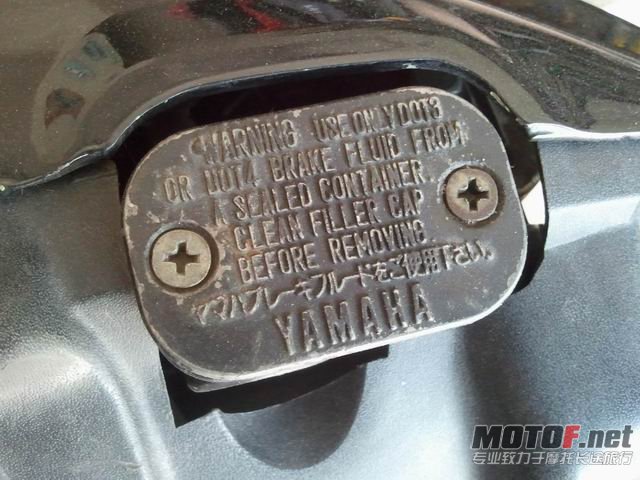 WARNING USE ONLY DOT3
OR DOT4 BRAKE FLUID FROM
A SEALED CONTAINER.
CLEAN FILLER CAP
BEFORE REMOVING.
ヤマハブレーキフルードをご使用下さい。
YAMAHA
MOTOF.net
专业致力于摩托长途旅行